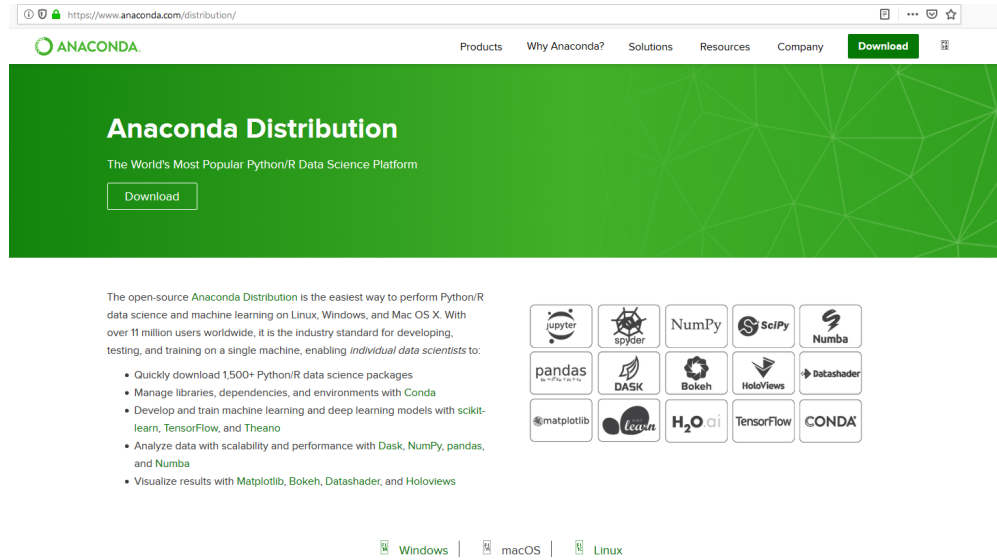 https://www.anaconda.com/distribution/
ANACONDA.
Products Why Anaconda? Solutions Resources Company Download
Anaconda Distribution
The World's Most Popular Python/R Data Science Platform
Download
The open-source Anaconda Distribution is the easiest way to perform Python/R
data science and machine learning on Linux, Windows, and Mac OS X. With
over 11 million users worldwide, it is the industry standard for developing,
testing, and training on a single machine, enabling individual data scientists to:
• Quickly download 1,500+ Python/R data science packages
• Manage libraries, dependencies, and environments with Conda
• Develop and train machine learning and deep learning models with scikit-
learn, TensorFlow, and Theano
• Analyze data with scalability and performance with Dask, NumPy, pandas,
and Numba
• Visualize results with Matplotlib, Bokeh, Datashader, and Holoviews
jupyter spyder NumPy SciPy Numba
pandas DASK Bokeh HoloViews Datashader
matplotlib learn H2O.ai TensorFlow CONDA
Windows | macOS | Linux